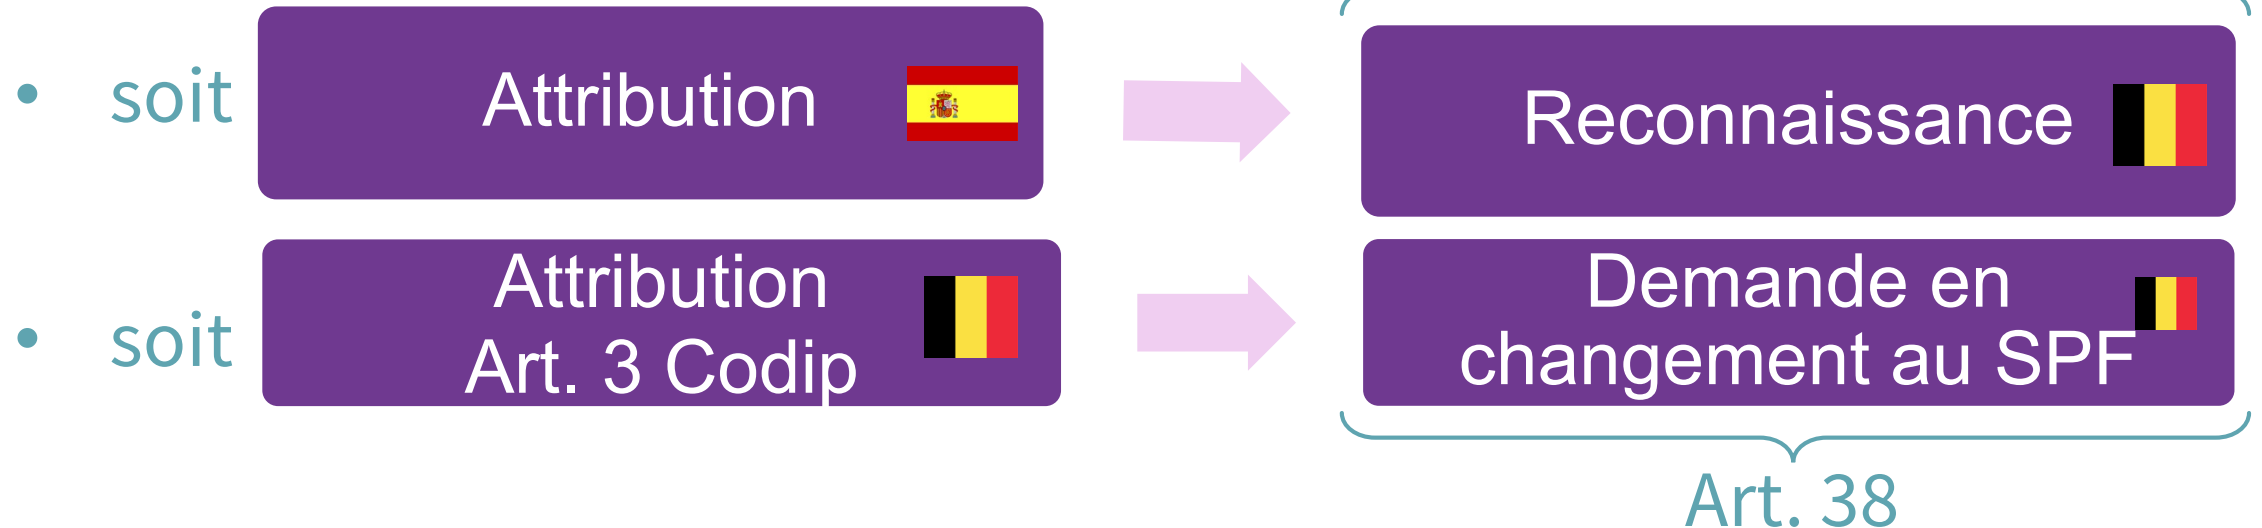 • soit Attribution Reconnaissance
• soit Attribution
Art. 3 Codip
Demande en
changement au SPF
Art. 38